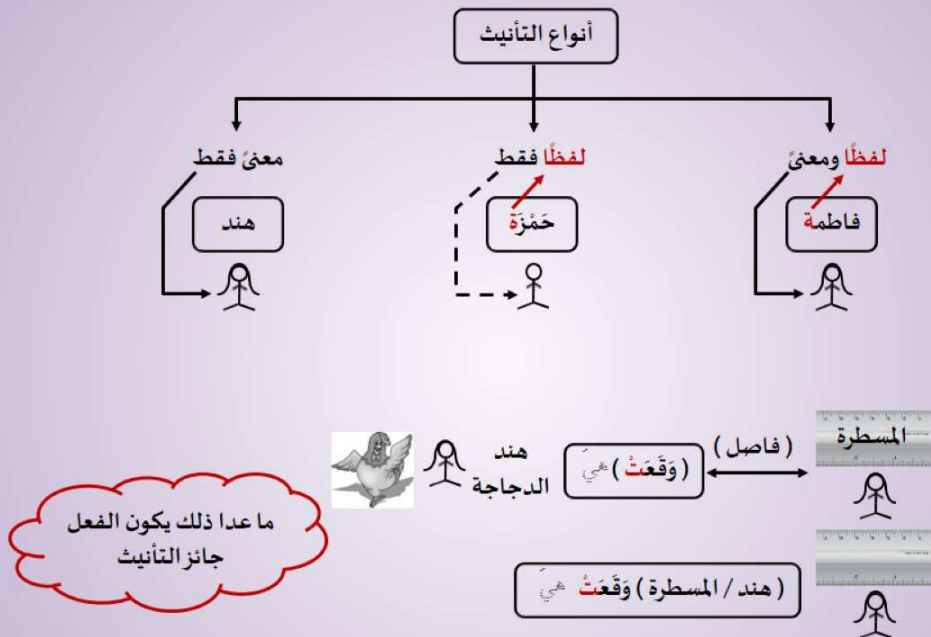 أنواع التأنيث
لفظًا ومعنىً
لفظًا فقط
معنىً فقط
فاطمة
حَمْزَة
هند
المسطرة
(فاصل)
(وَقَعَتْ) هيَ
هند
الدجاجة
ما عدا ذلك يكون الفعل
جائز التأنيث
(هند / المسطرة) وَقَعَتْ هيَ